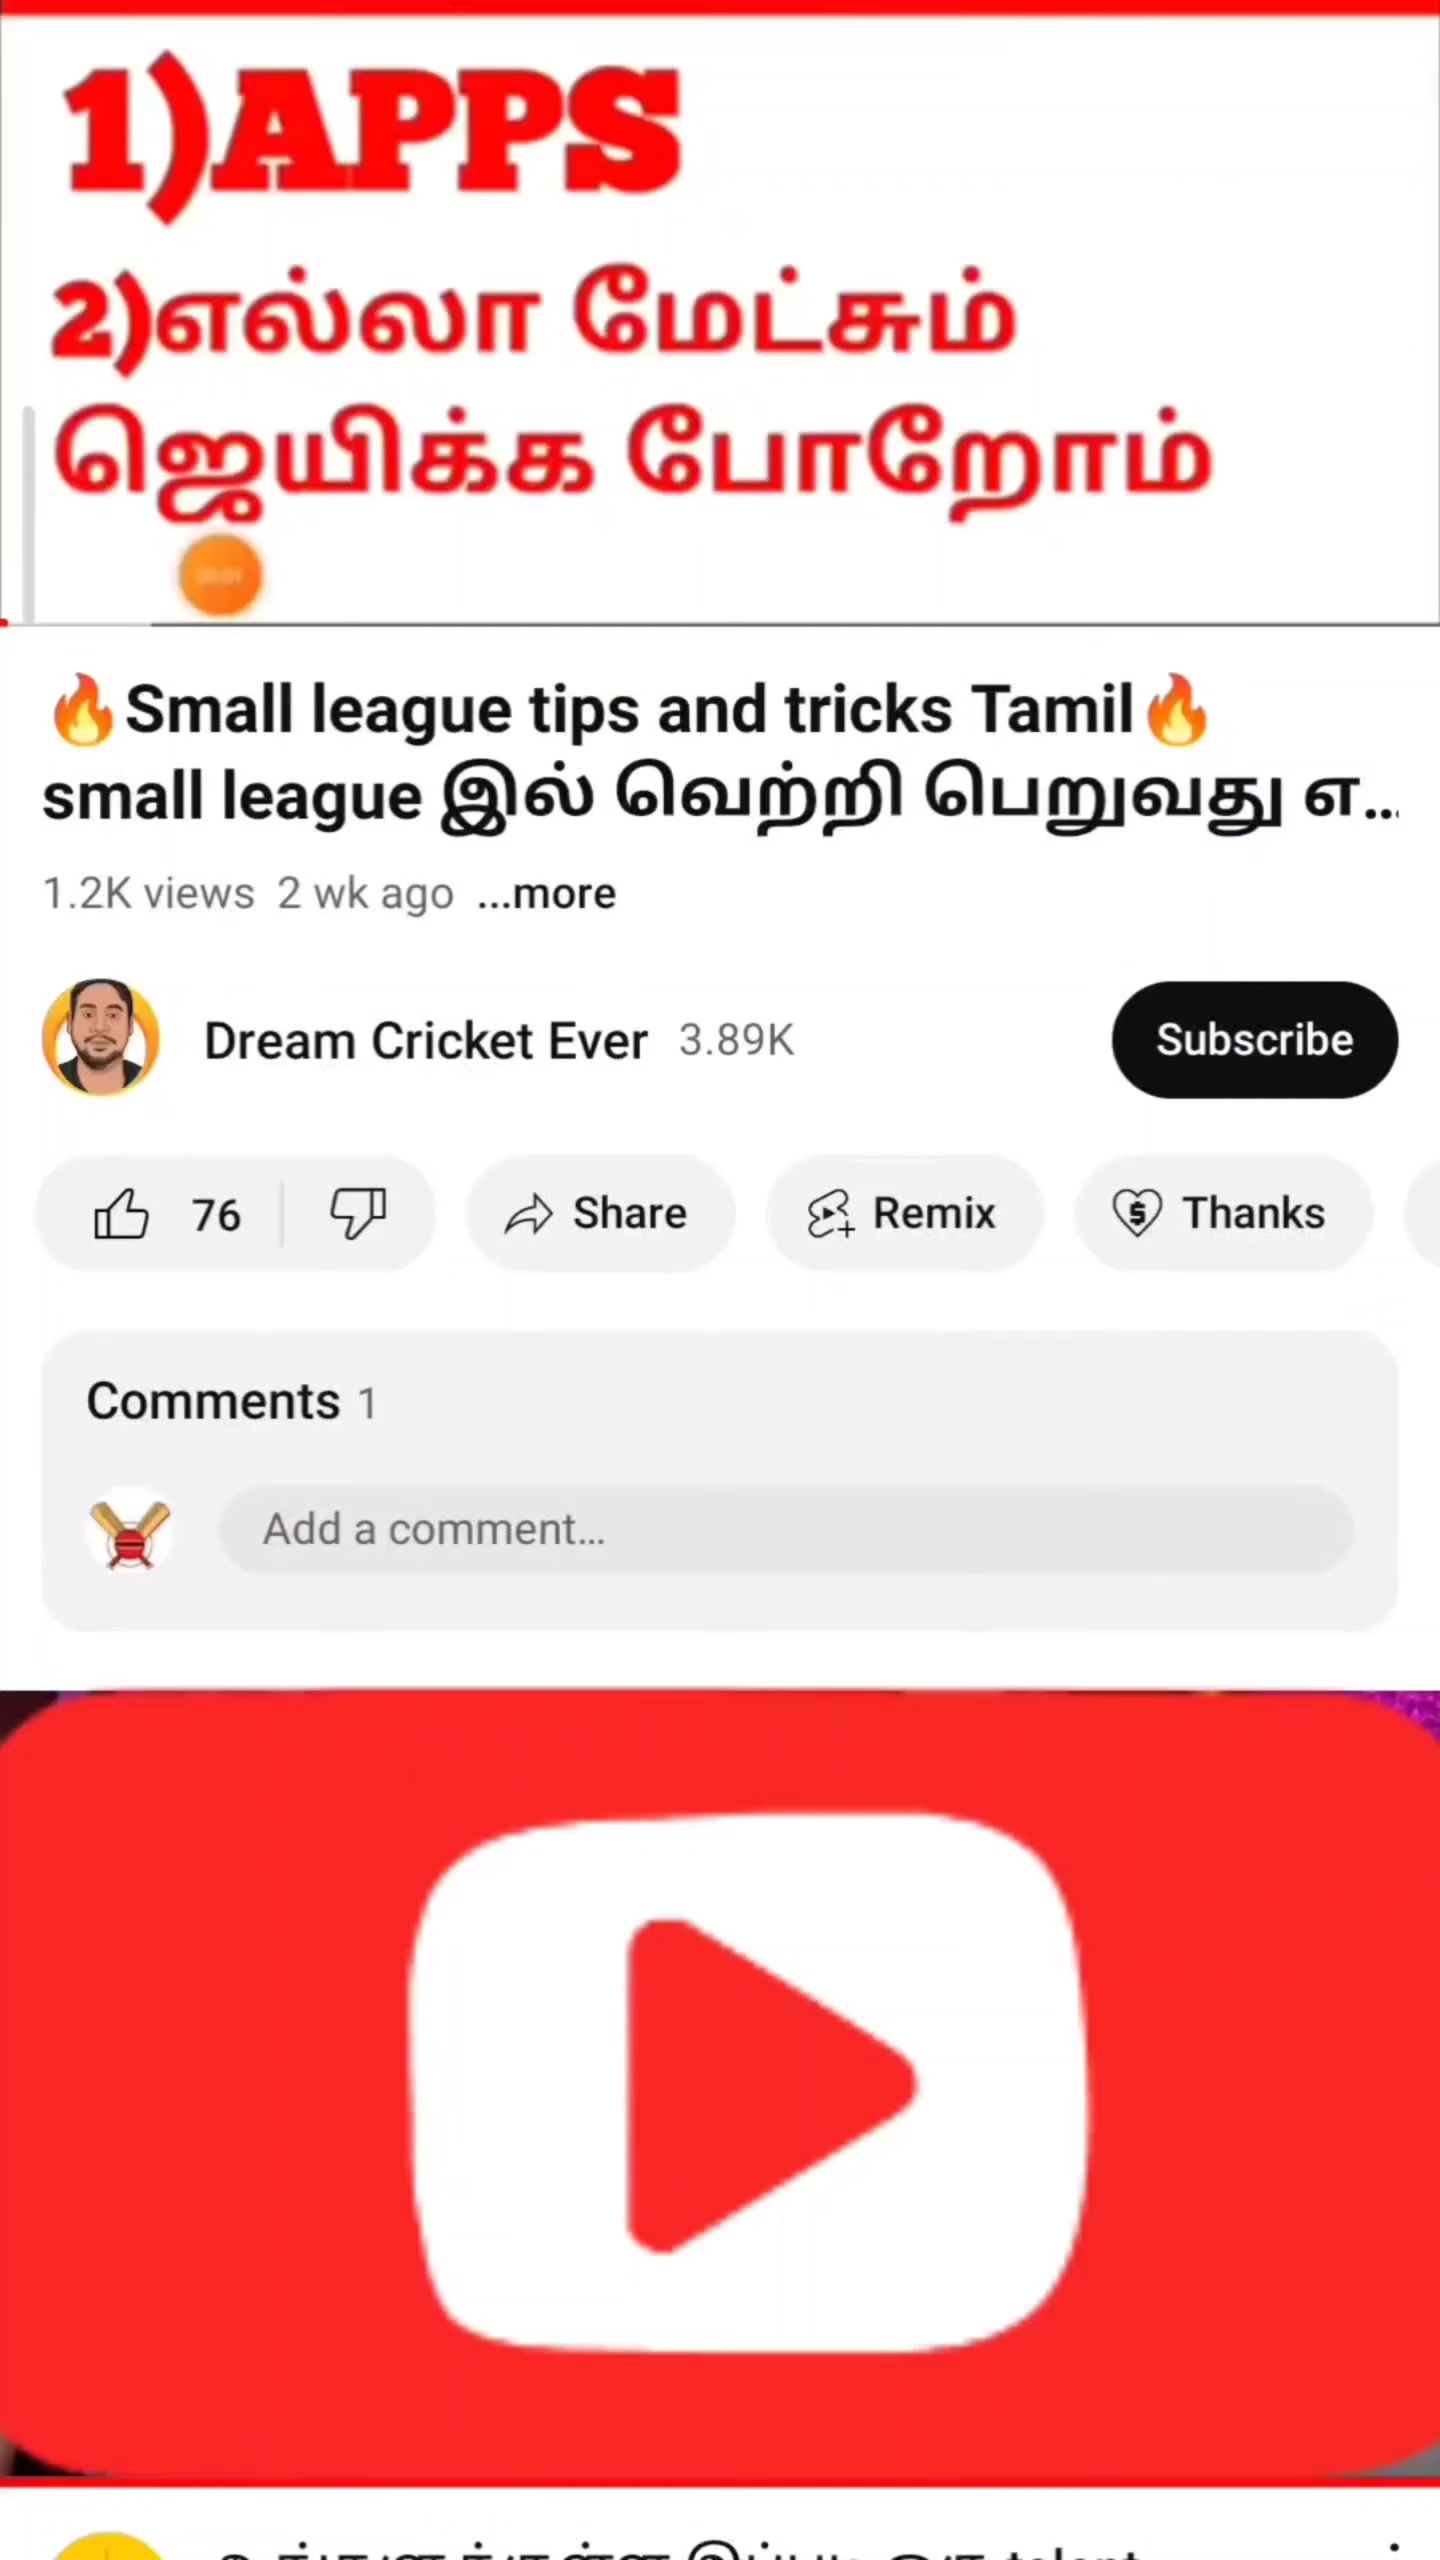 1)APPS
2)எல்லா மேட்சும்
ஜெயிக்க போறோம்
🔥Small league tips and tricks Tamil🔥
small league இல் வெற்றி பெறுவது எ...
1.2K views 2 wk ago ...more
Dream Cricket Ever 3.89K
Subscribe
76
Share
Remix
Thanks
Comments 1
Add a comment...